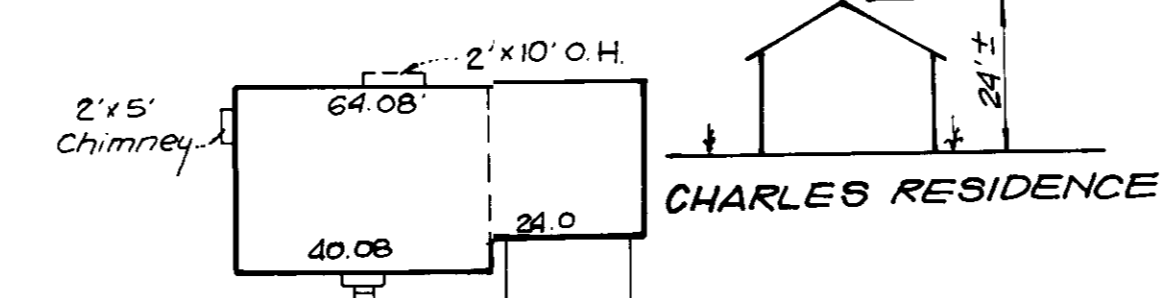 2'x10' O.H.
64.08'
2'x5'
Chimney
24.0
40.08
24'±
CHARLES RESIDENCE